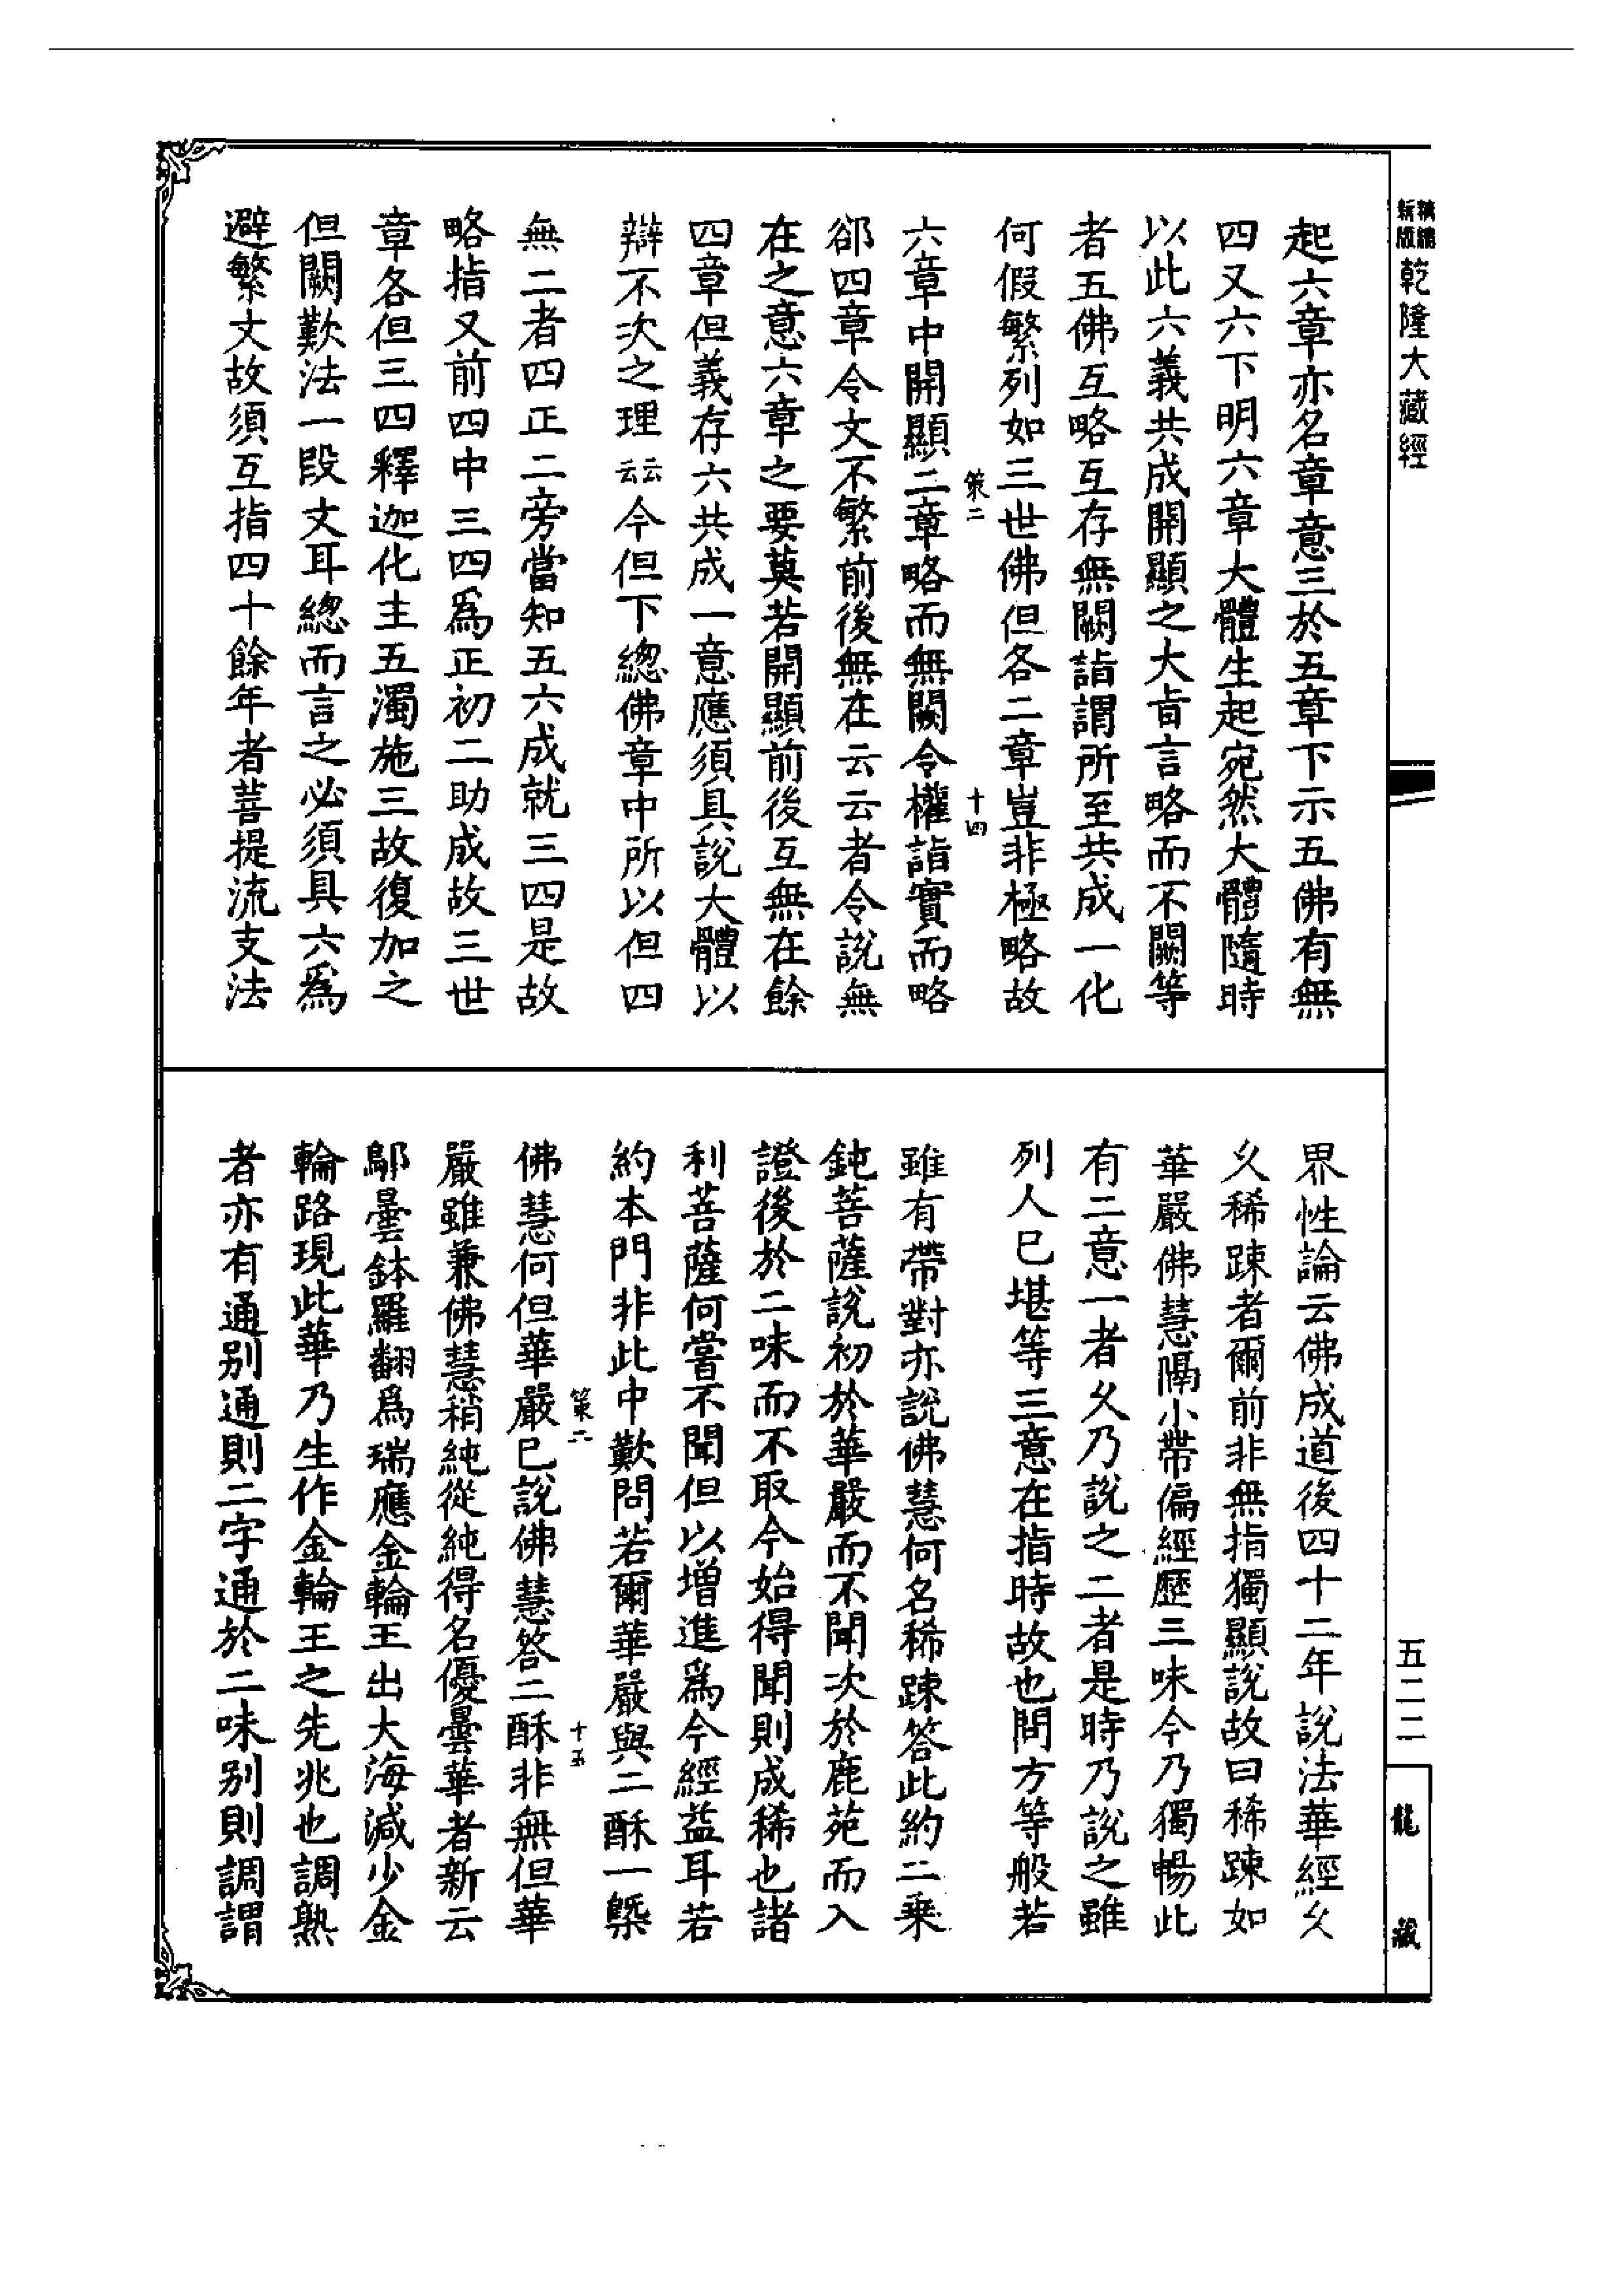 精縮新版乾隆大藏經
起六章亦名章意三於五章下示五佛有無
四又六下明六章大體生起宛然大體隨時
以此六義共成開顯之大旨言略而不闕等
者五佛互略互存無闕詣謂所至共成一化
何假繁列如三世佛但各二章豈非極略故
策二
十四
六章中開顯二章略而無闕令權詣實而略
卻四章令文不繁前後無在云云者令說無
在之意六章之要莫若開顯前後互無在餘
四章但義存六共成一意應須具說大體以
辯不次之理云云今但下總佛章中所以但四
無二者四正二旁當知五六成就三四是故
略指又前四中三四爲正初二助成故三世
章各但三四釋迦化主五濁施三故復加之
但闕歎法一段文耳總而言之必須具六爲
避繁文故須互指四十餘年者菩提流支法
界性論云佛成道後四十二年說法華經久
久稀踈者爾前非無指獨顯說故曰稀踈如
華嚴佛慧隔小帶偏經歷三味今乃獨暢此
有二意一者久乃說之二者是時乃說之雖
列人已堪等三意在指時故也問方等般若
雖有帶對亦說佛慧何名稀踈答此約二乘
鈍菩薩說初於華嚴而不聞次於鹿苑而入
證後於二味而不取今始得聞則成稀也諸
利菩薩何嘗不聞但以增進爲今經益耳若
約本門非此中歎問若爾華嚴與二酥一槩
策二
十五
佛慧何但華嚴巳說佛慧答二酥非無但華
嚴雖兼佛慧稍純從純得名優曇華者新云
鄔曇鉢羅翻爲瑞應金輪王出大海減少金
輪路現此華乃生作金輪王之先兆也調熟
者亦有通別通則二字通於二味別則調謂
五二二
龍藏